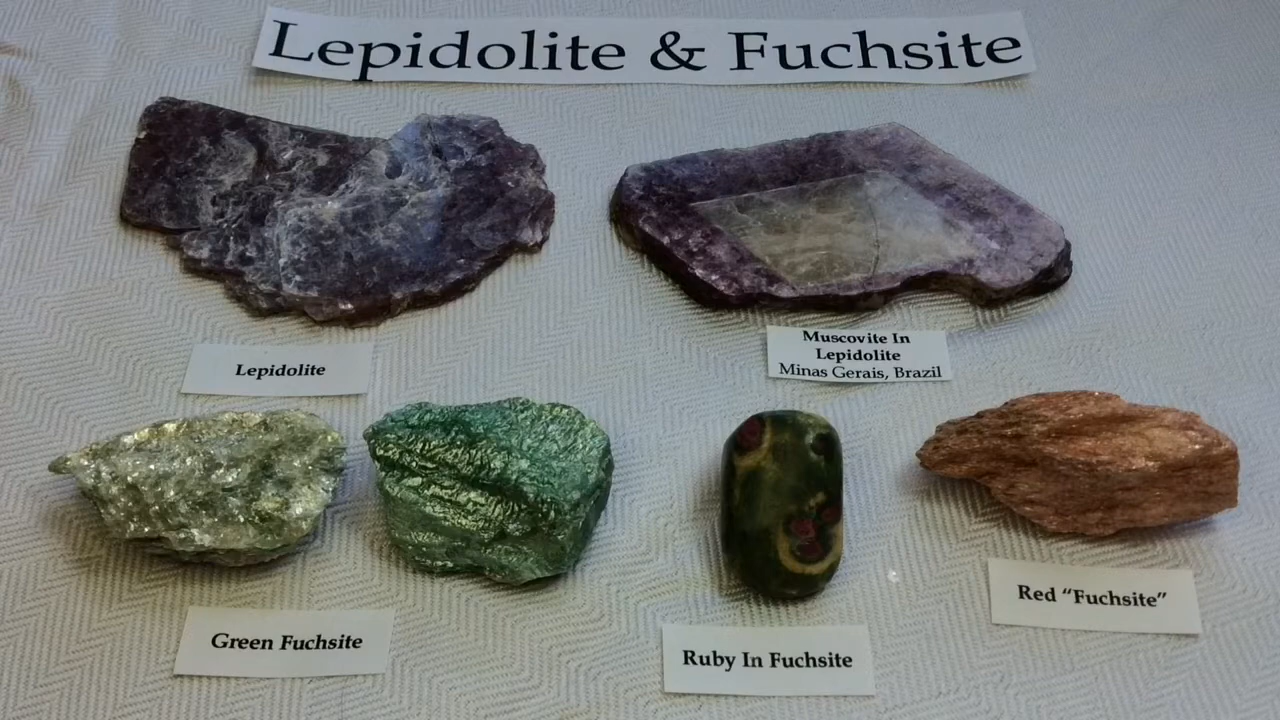 Lepidolite & Fuchsite
Lepidolite
Muscovite In
Lepidolite
Minas Gerais, Brazil
Green Fuchsite
Ruby In Fuchsite
Red “Fuchsite”